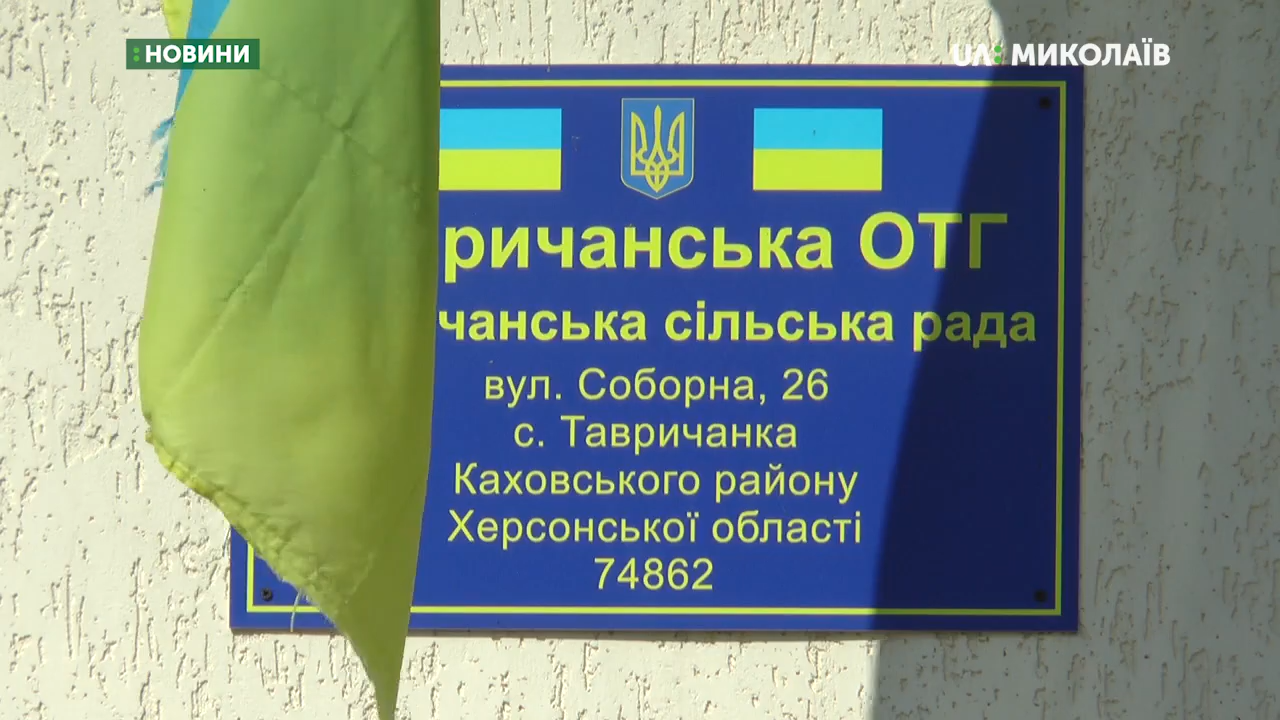 :НОВИНИ
UA: МИКОЛАЇВ
ричанська ОТГ
чанська сільська рада
вул. Соборна, 26
с. Тавричанка
Каховського району
Херсонської області
74862